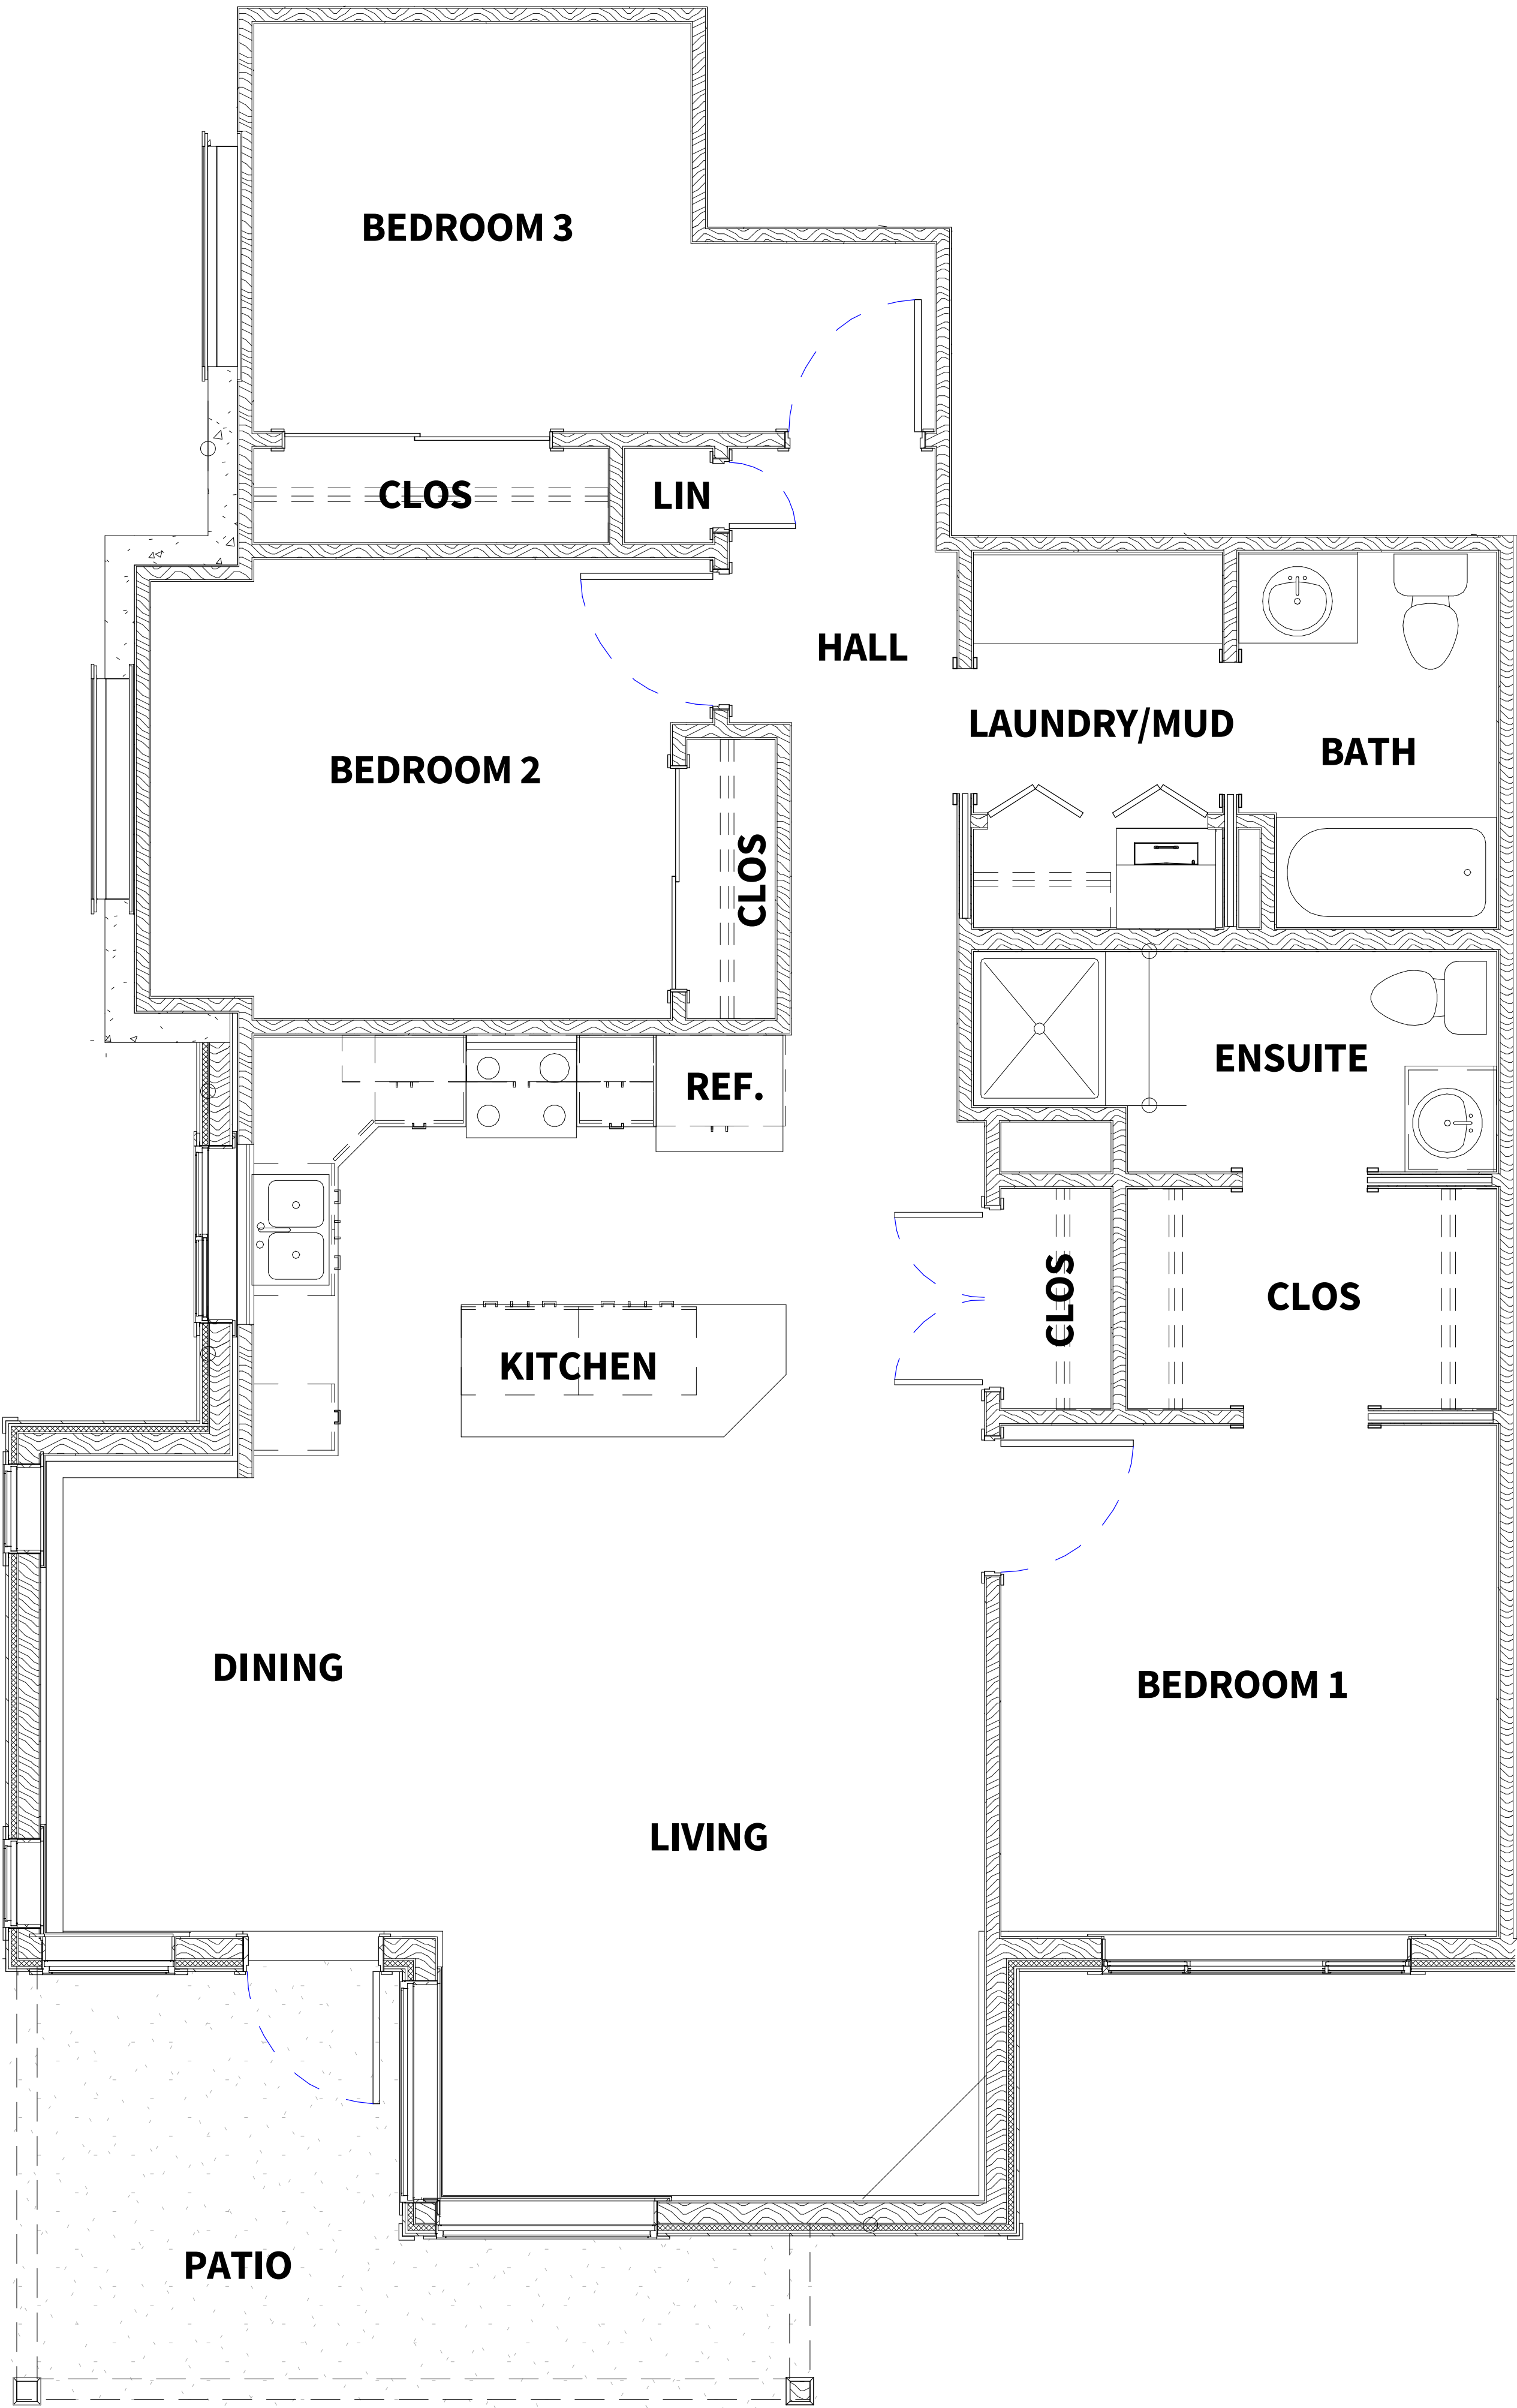 BEDROOM 3
CLOS
LIN
HALL
LAUNDRY/MUD
BATH
BEDROOM 2
CLOS
REF.
ENSUITE
CLOS
CLOS
KITCHEN
DINING
BEDROOM 1
LIVING
PATIO